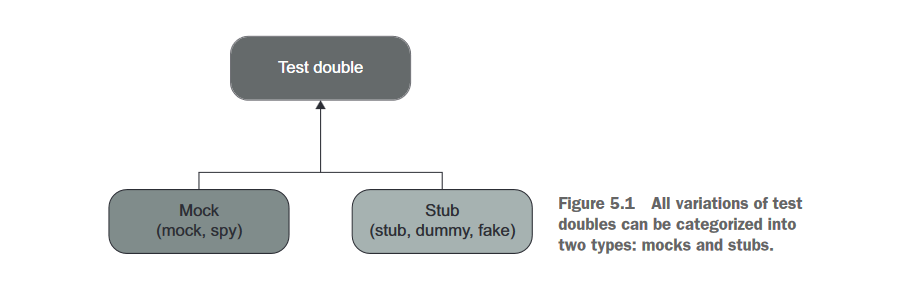 Test double
Mock
(mock, spy)
Stub
(stub, dummy, fake)
Figure 5.1 All variations of test
doubles can be categorized into
two types: mocks and stubs.